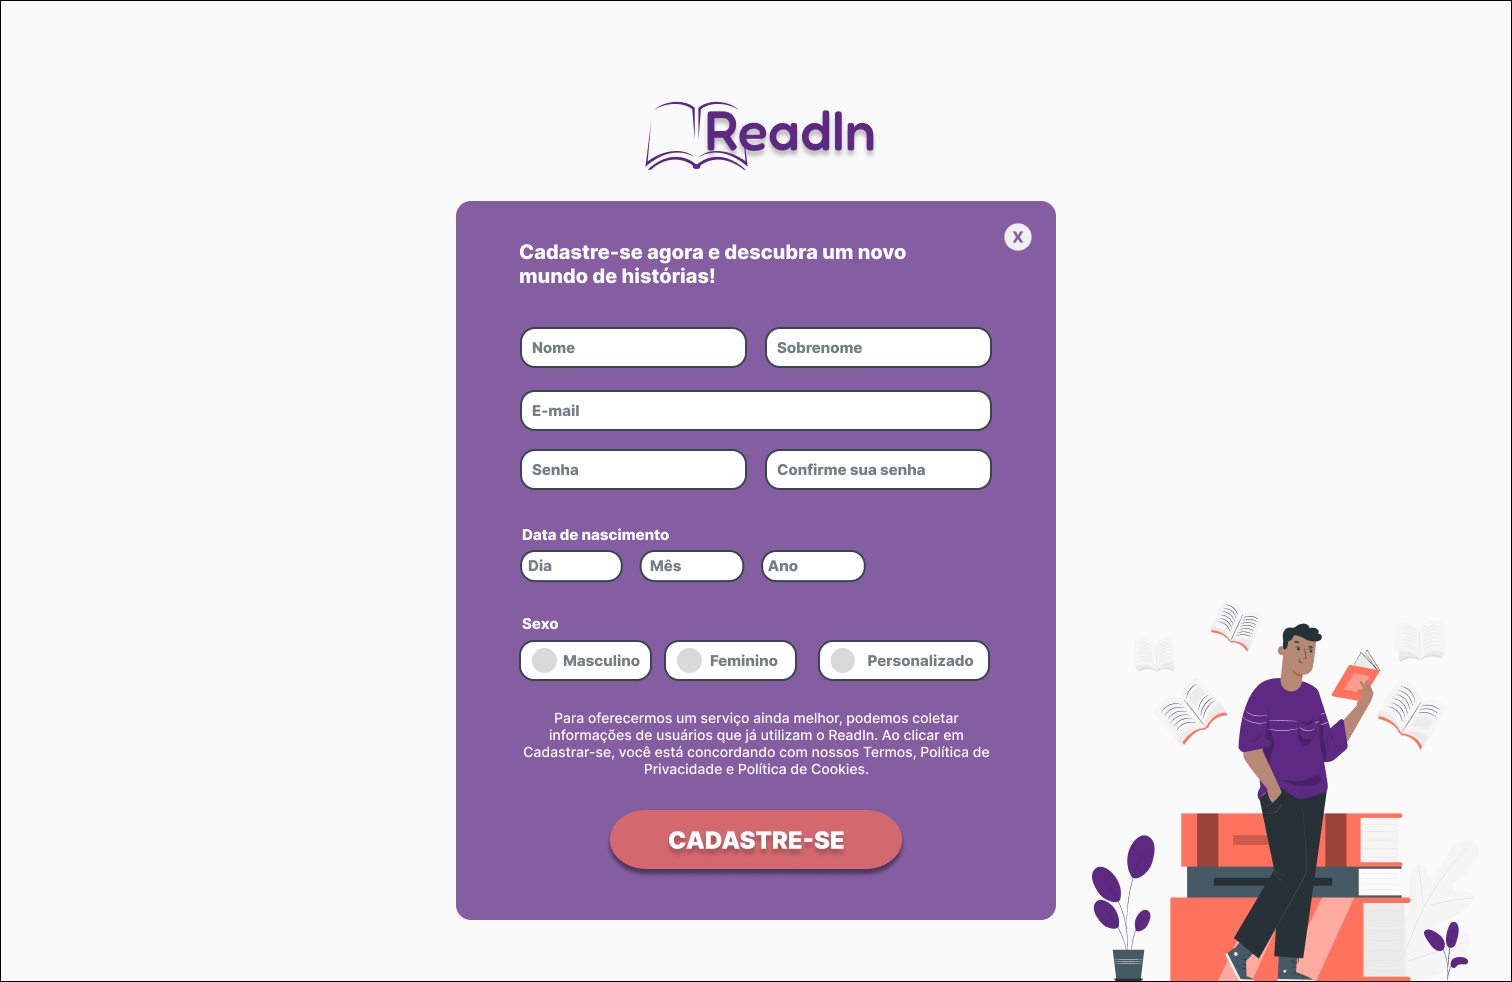 ReadIn
X
Cadastre-se agora e descubra um novo
mundo de histórias!
Nome
Sobrenome
E-mail
Senha
Confirme sua senha
Data de nascimento
Dia
Mês
Ano
Sexo
Masculino
Feminino
Personalizado
Para oferecermos um serviço ainda melhor, podemos coletar
informações de usuários que já utilizam o ReadIn. Ao clicar em
Cadastrar-se, você está concordando com nossos Termos, Política de
Privacidade e Política de Cookies.
CADASTRE-SE